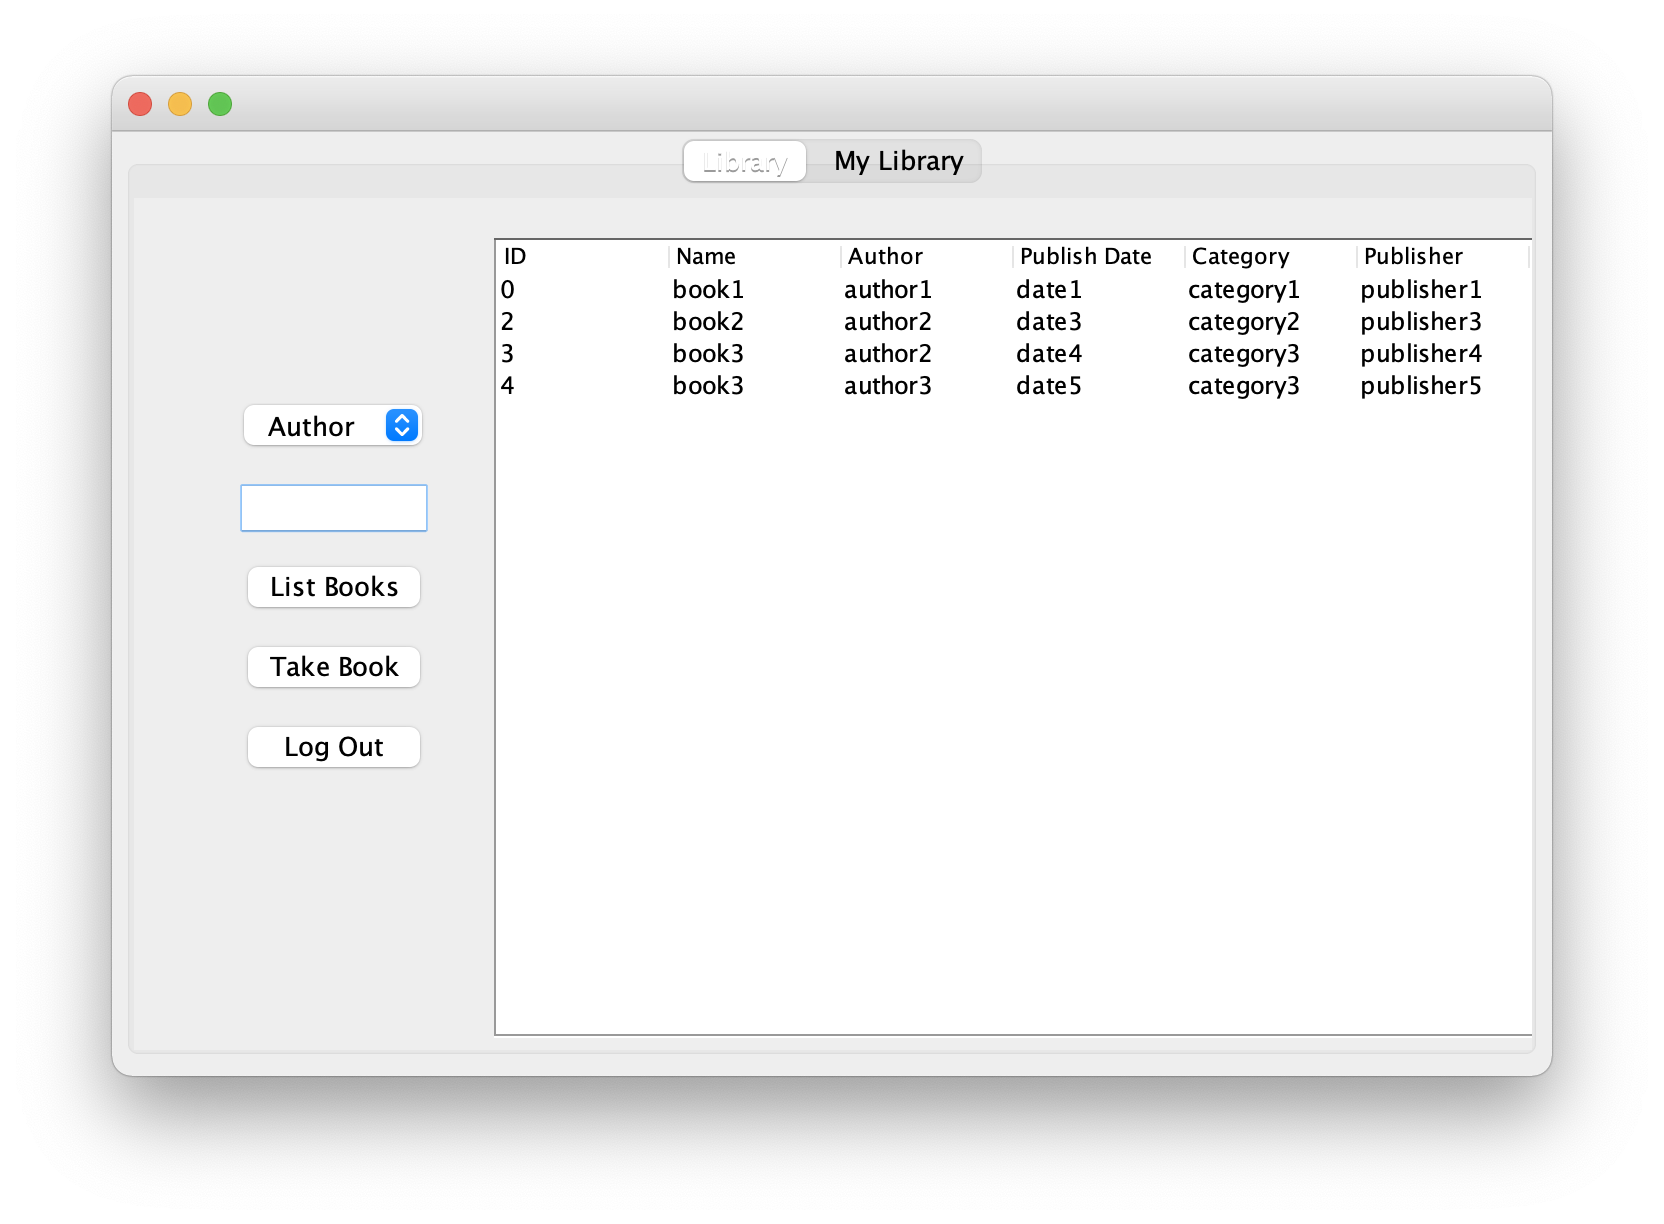 Library My Library
ID Name Author Publish Date Category Publisher
0 book1 author1 date1 category1 publisher1
2 book2 author2 date3 category2 publisher3
3 book3 author2 date4 category3 publisher4
4 book3 author3 date5 category3 publisher5
Author
List Books
Take Book
Log Out